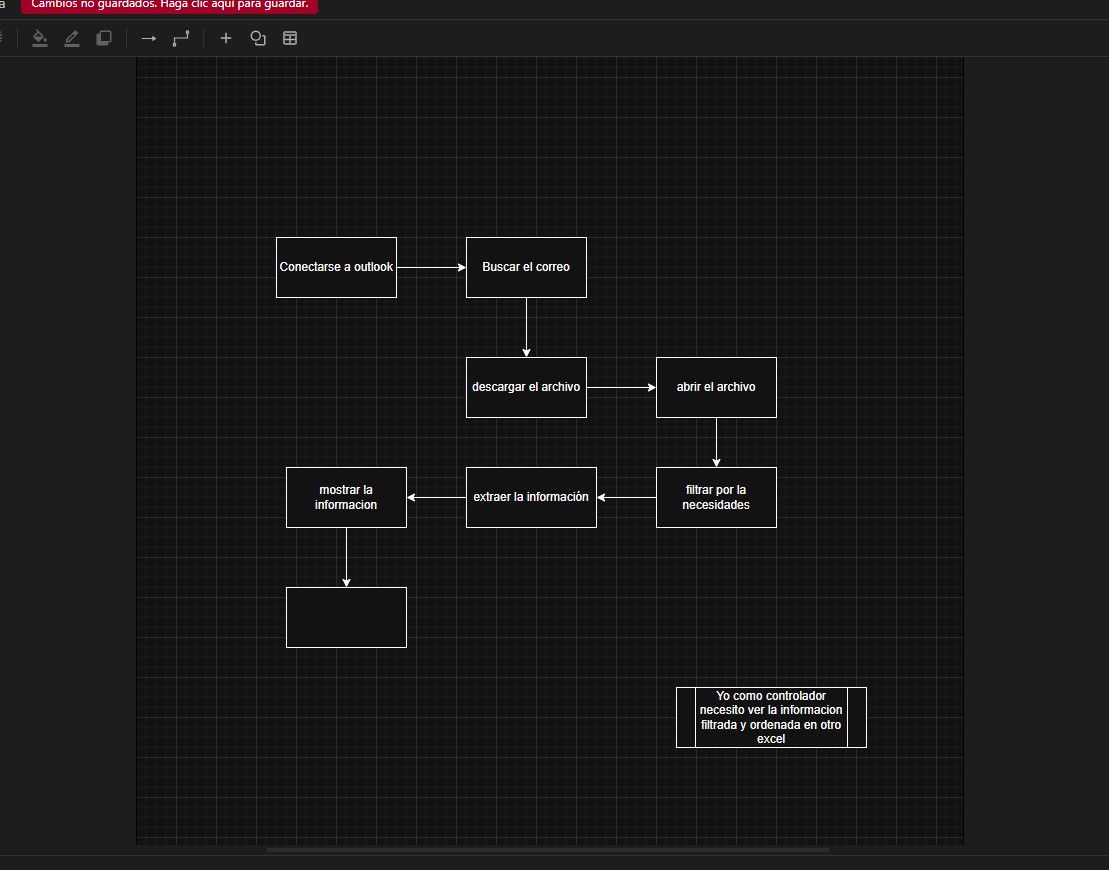 a
Cambios no guardados. Haga clic aquí para guardar.
Conectarse a outlook
Buscar el correo
descargar el archivo
abrir el archivo
mostrar la
informacion
extraer la información
filtrar por la
necesidades
Yo como controlador
necesito ver la informacion
filtrada y ordenada en otro
excel